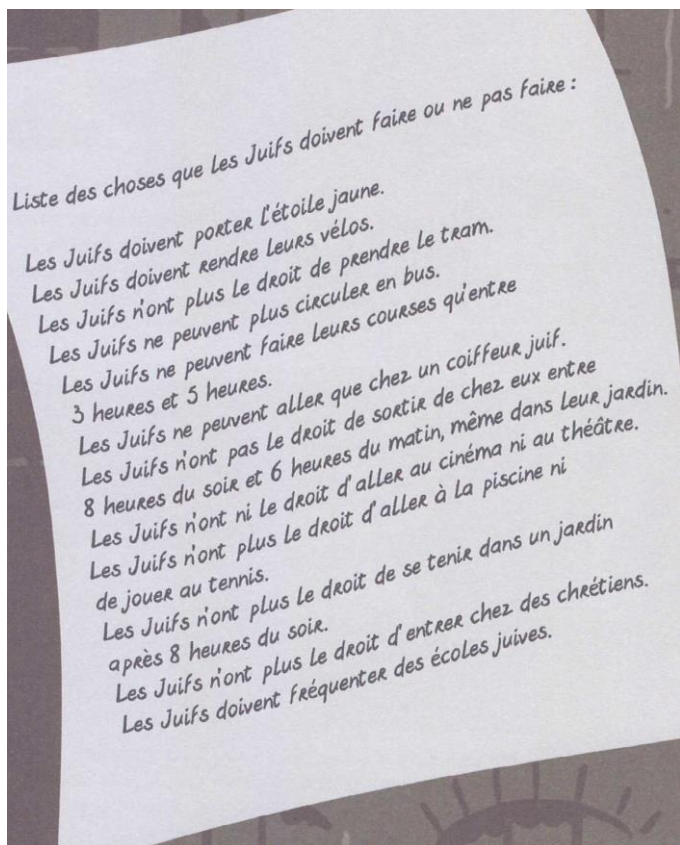 Liste des choses que les Juifs doivent faire ou ne pas faire :
Les Juifs doivent porter l'étoile jaune.
Les Juifs doivent rendre leurs vélos.
Les Juifs n'ont plus le droit de prendre le tram.
Les Juifs ne peuvent plus circuler en bus.
Les Juifs ne peuvent faire leurs courses qu'entre
3 heures et 5 heures.
Les Juifs ne peuvent aller que chez un coiffeur juif.
Les Juifs n'ont pas le droit de sortir de chez eux entre
8 heures du soir et 6 heures du matin, même dans leur jardin.
Les Juifs n'ont ni le droit d'aller au cinéma ni au théâtre.
Les Juifs n'ont plus le droit d'aller à la piscine ni
de jouer au tennis.
Les Juifs n'ont plus le droit de se tenir dans un jardin
après 8 heures du soir.
Les Juifs n'ont plus le droit d'entrer chez des chrétiens.
Les Juifs doivent fréquenter des écoles juives.